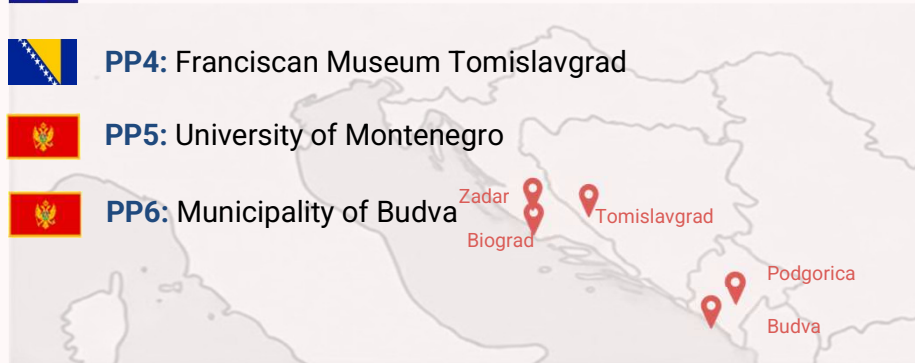 PP4: Franciscan Museum Tomislavgrad
PP5: University of Montenegro
PP6: Municipality of Budva
Zadar
Tomislavgrad
Biograd
Podgorica
Budva